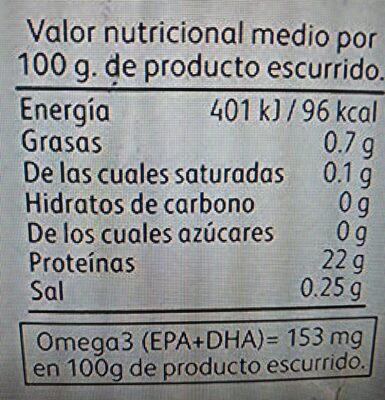 Valor nutricional medio por
100 g. de producto escurrido.
Energía 401 kJ / 96 kcal
Grasas 0.7 g
De las cuales saturadas 0.1 g
Hidratos de carbono 0 g
De los cuales azúcares 0 g
Proteínas 22 g
Sal 0.25 g
Omega3 (EPA+DHA)= 153 mg
en 100g de producto escurrido.